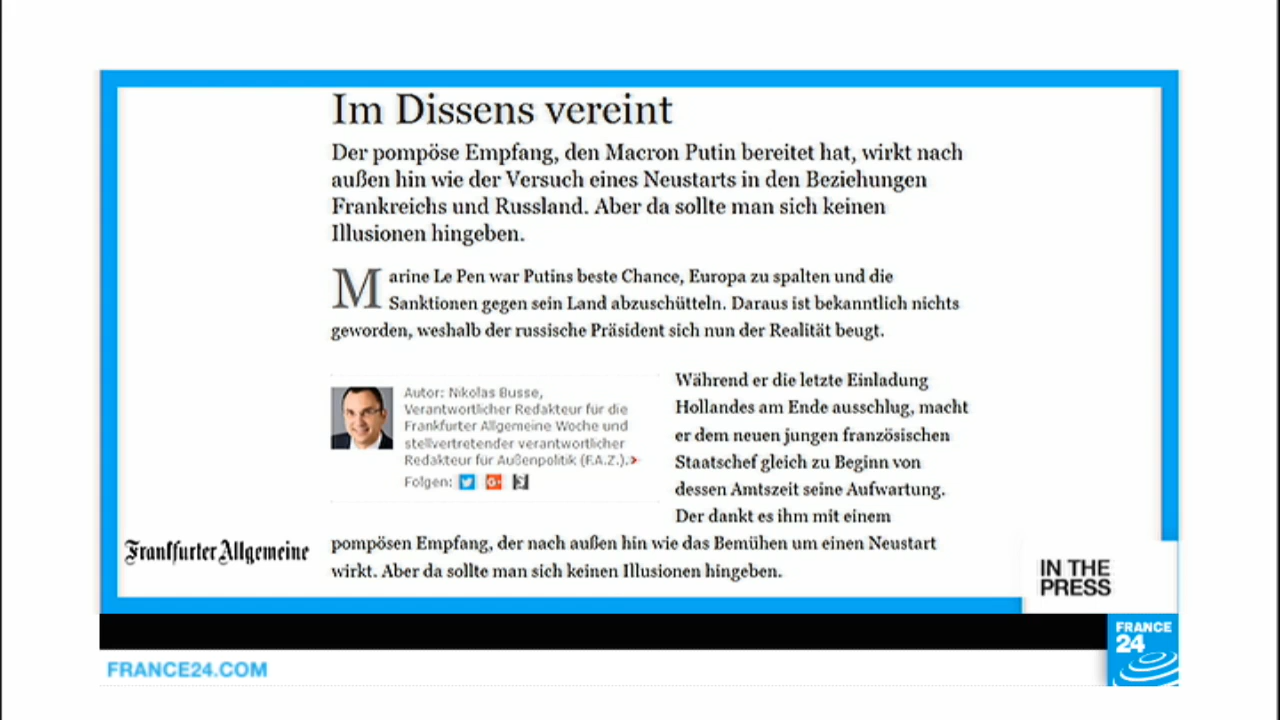 Im Dissens vereint
Der pompöse Empfang, den Macron Putin bereitet hat, wirkt nach
außen hin wie der Versuch eines Neustarts in den Beziehungen
Frankreichs und Russland. Aber da sollte man sich keinen
Illusionen hingeben.
Marine Le Pen war Putins beste Chance, Europa zu spalten und die
Sanktionen gegen sein Land abzuschütteln. Daraus ist bekanntlich nichts
geworden, weshalb der russische Präsident sich nun der Realität beugt.
Autor: Nikolas Busse,
Verantwortlicher Redakteur für die
Frankfurter Allgemeine Woche und
stellvertretender verantwortlicher
Redakteur für Außenpolitik (F.A.Z.).
Folgen:
Während er die letzte Einladung
Hollandes am Ende ausschlug, macht
er dem neuen jungen französischen
Staatschef gleich zu Beginn von
dessen Amtszeit seine Aufwartung.
Der dankt es ihm mit einem
pompösen Empfang, der nach außen hin wie das Bemühen um einen Neustart
wirkt. Aber da sollte man sich keinen Illusionen hingeben.
Frankfurter Allgemeine
IN THE
PRESS
FRANCE
24
FRANCE24.COM